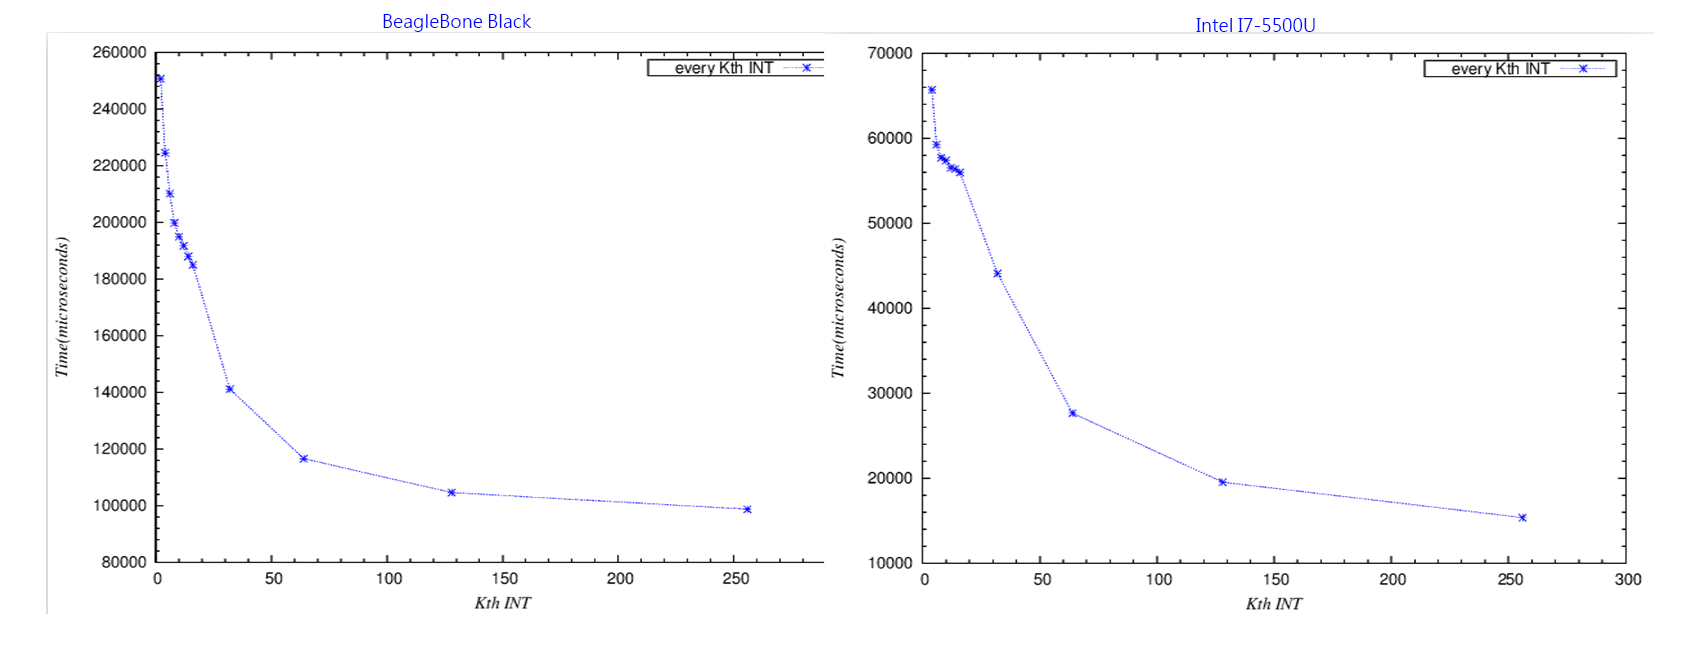 BeagleBone Black
260000
240000
220000
200000
180000
160000
140000
120000
100000
80000
0 50 100 150 200 250
every Kth INT
Time(microseconds)
Kth INT
Intel I7-5500U
70000
60000
50000
40000
30000
20000
10000
0 50 100 150 200 250 300
every Kth INT
Time(microseconds)
Kth INT